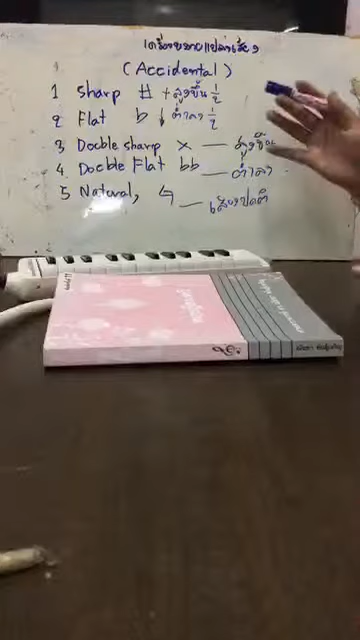 เครื่องหมายแปลงเสียง
(Accidental)
1 Sharp # + สูงขึ้น 1/2
2 Flat b ↓ ต่ำลง 1/2
3 Double sharp x — สูงขึ้น
4 Double Flat bb — ต่ำลง
5 Natural, ♮ — เสียงปกติ